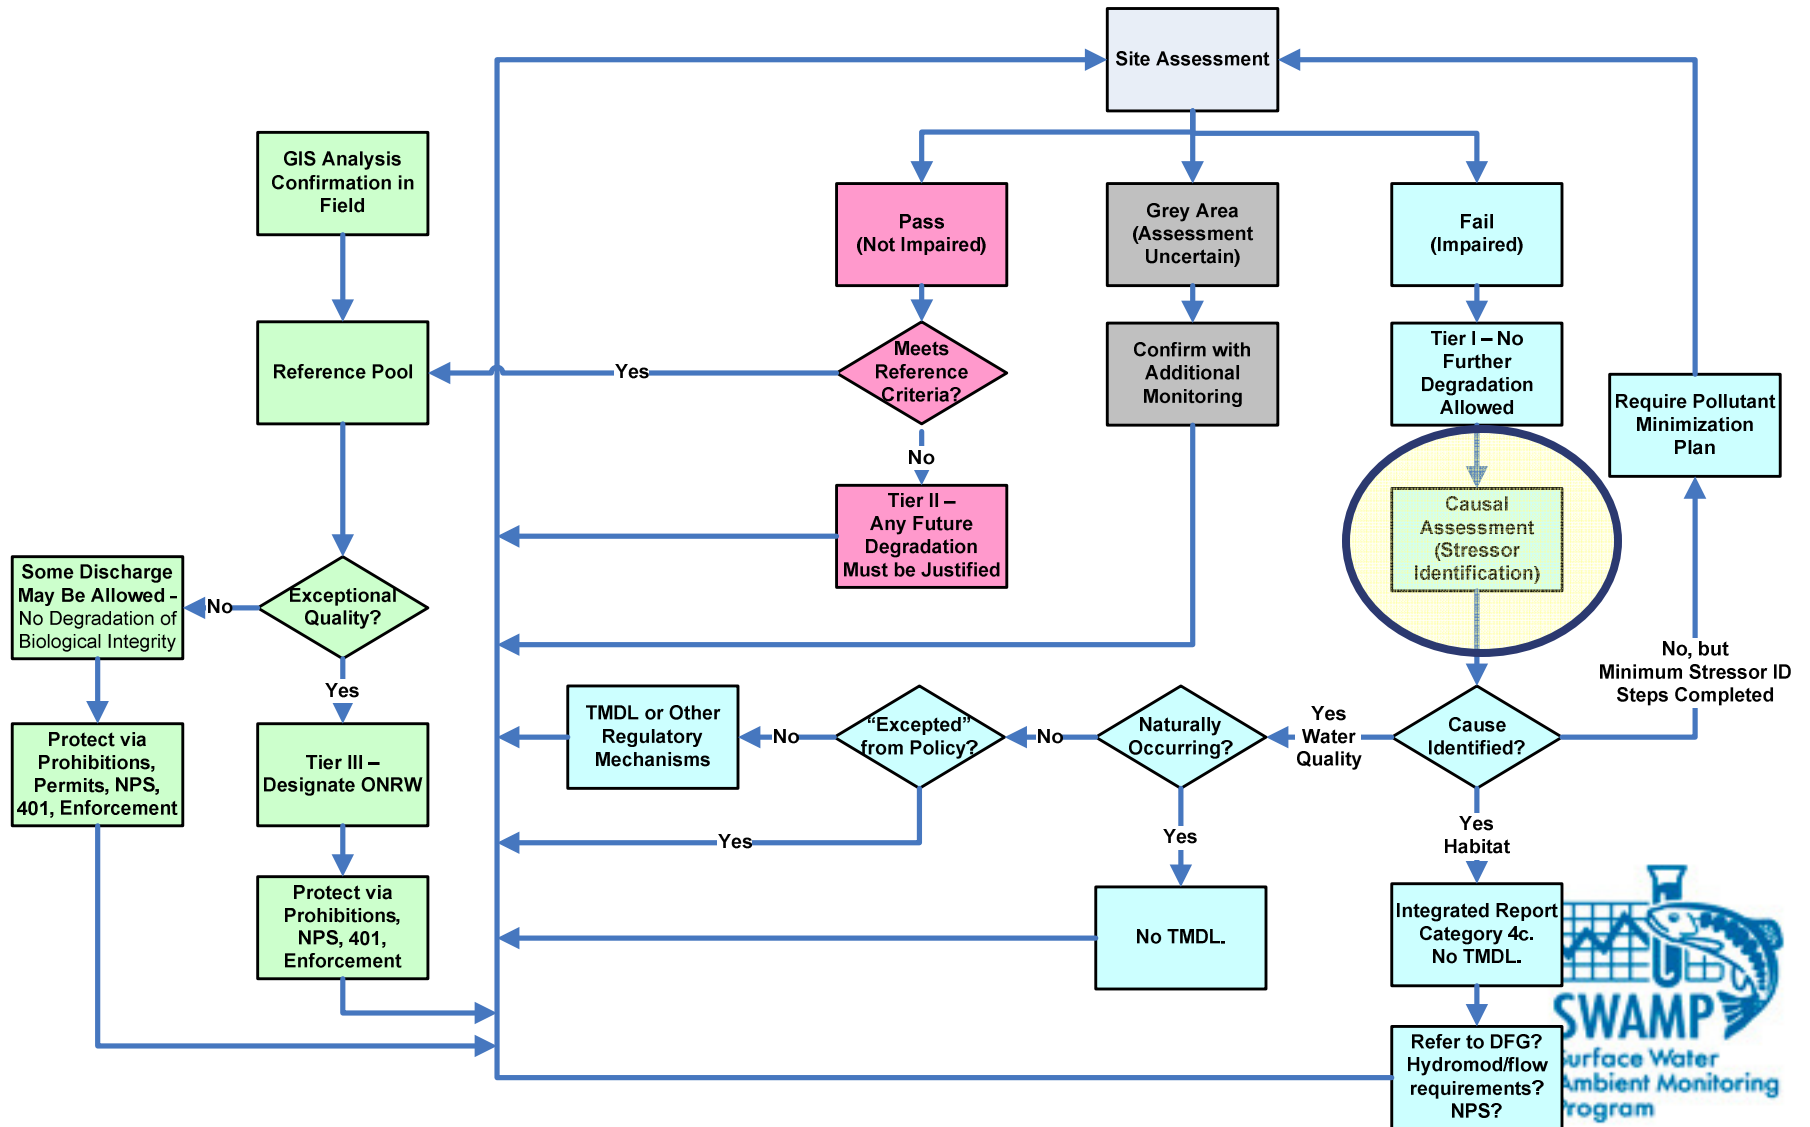 Site Assessment
GIS Analysis
Confirmation in
Field
Pass
(Not Impaired)
Grey Area
(Assessment
Uncertain)
Fail
(Impaired)
Reference Pool
Yes
Meets
Reference
Criteria?
Confirm with
Additional
Monitoring
Tier I – No
Further
Degradation
Allowed
Require Pollutant
Minimization
Plan
No
Tier II –
Any Future
Degradation
Must be Justified
Causal
Assessment
(Stressor
Identification)
Some Discharge
May Be Allowed -
No Degradation of
Biological Integrity
No
Exceptional
Quality?
Yes
No, but
Minimum Stressor ID
Steps Completed
Protect via
Prohibitions,
Permits, NPS,
401, Enforcement
Tier III –
Designate ONRW
TMDL or Other
Regulatory
Mechanisms
No
“Excepted”
from Policy?
No
Naturally
Occurring?
Yes
Water
Quality
Cause
Identified?
Yes
Yes
Yes
Habitat
Protect via
Prohibitions,
NPS, 401,
Enforcement
No TMDL.
Integrated Report
Category 4c.
No TMDL.
Refer to DFG?
Hydromod/flow
requirements?
NPS?
SWAMP
Surface Water
Ambient Monitoring
Program